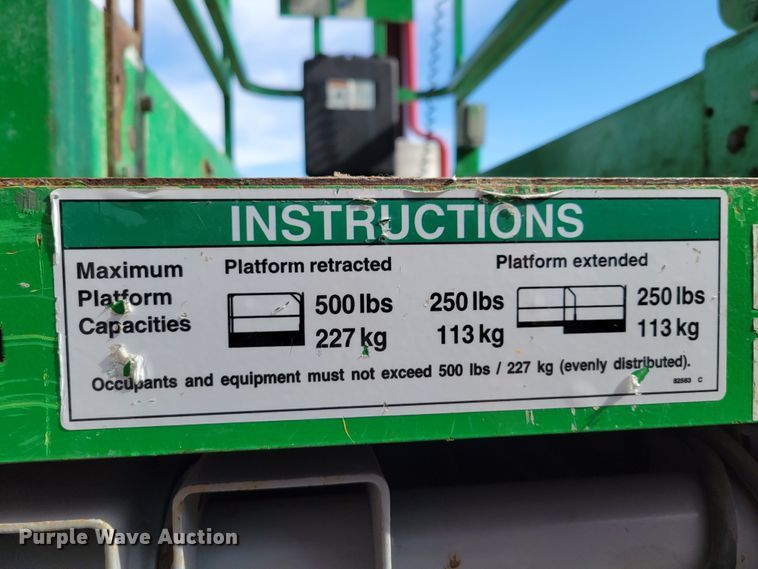 INSTRUCTIONS
Maximum Platform Capacities
Platform retracted
500 lbs
227 kg
Platform extended
250 lbs
113 kg
250 lbs
113 kg
Occupants and equipment must not exceed 500 lbs / 227 kg (evenly distributed).
82563 C
Purple Wave Auction